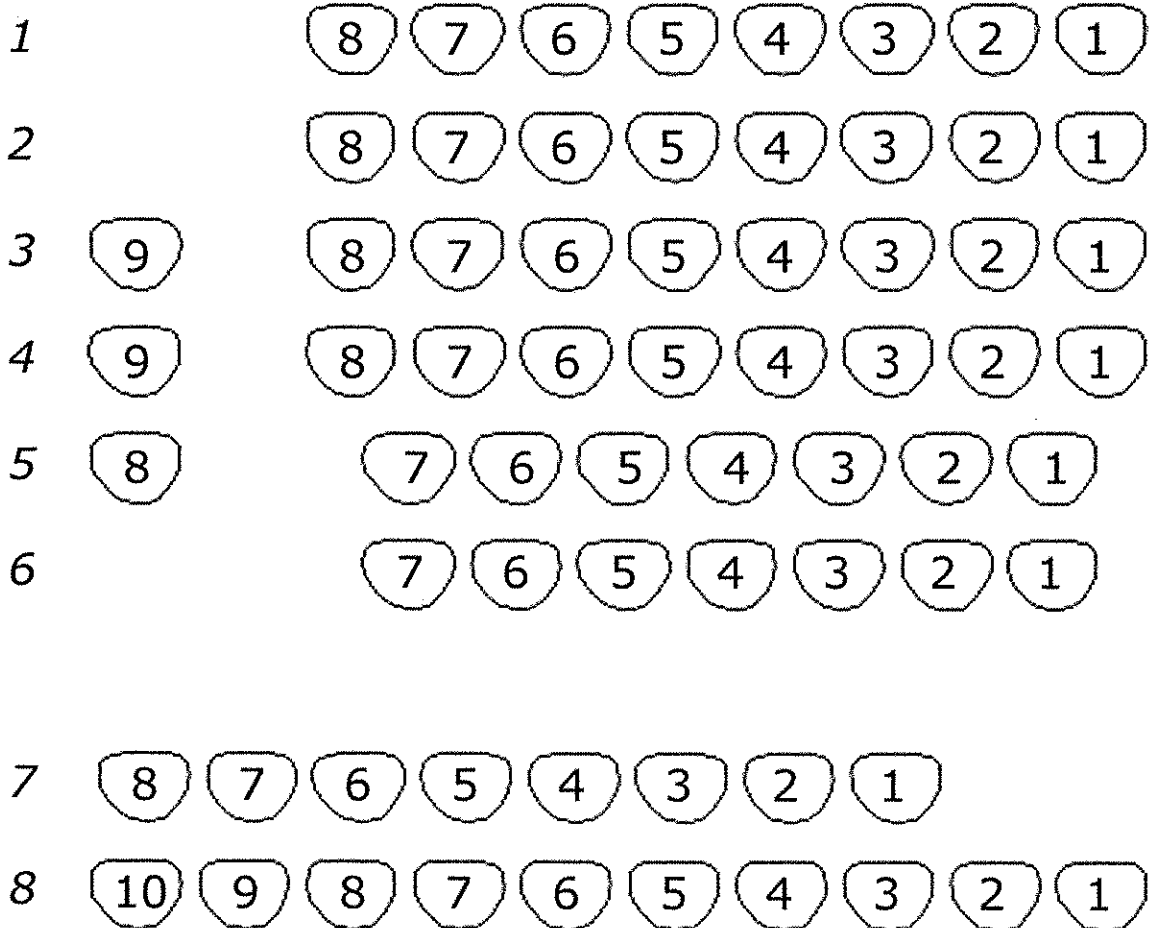 1 8 7 6 5 4 3 2 1
2 8 7 6 5 4 3 2 1
3 9 8 7 6 5 4 3 2 1
4 9 8 7 6 5 4 3 2 1
5 8 7 6 5 4 3 2 1
6 7 6 5 4 3 2 1
7 8 7 6 5 4 3 2 1
8 10 9 8 7 6 5 4 3 2 1